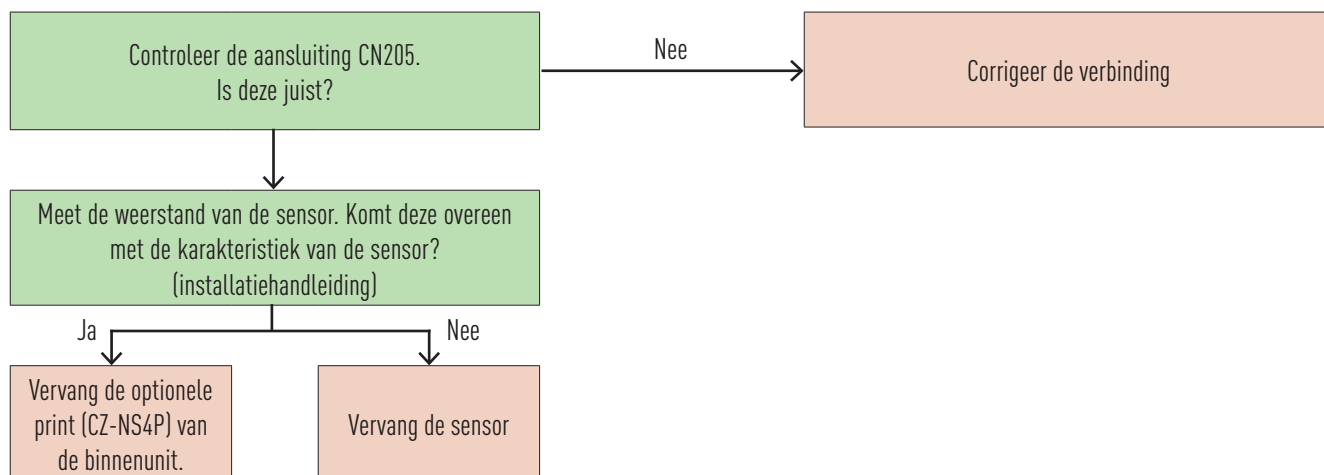 Controleer de aansluiting CN205.
Is deze juist?
Nee
Corrigeer de verbinding
Meet de weerstand van de sensor. Komt deze overeen
met de karakteristiek van de sensor?
(installatiehandleiding)
Ja
Nee
Vervang de optionele
print (CZ-NS4P) van
de binnenunit.
Vervang de sensor